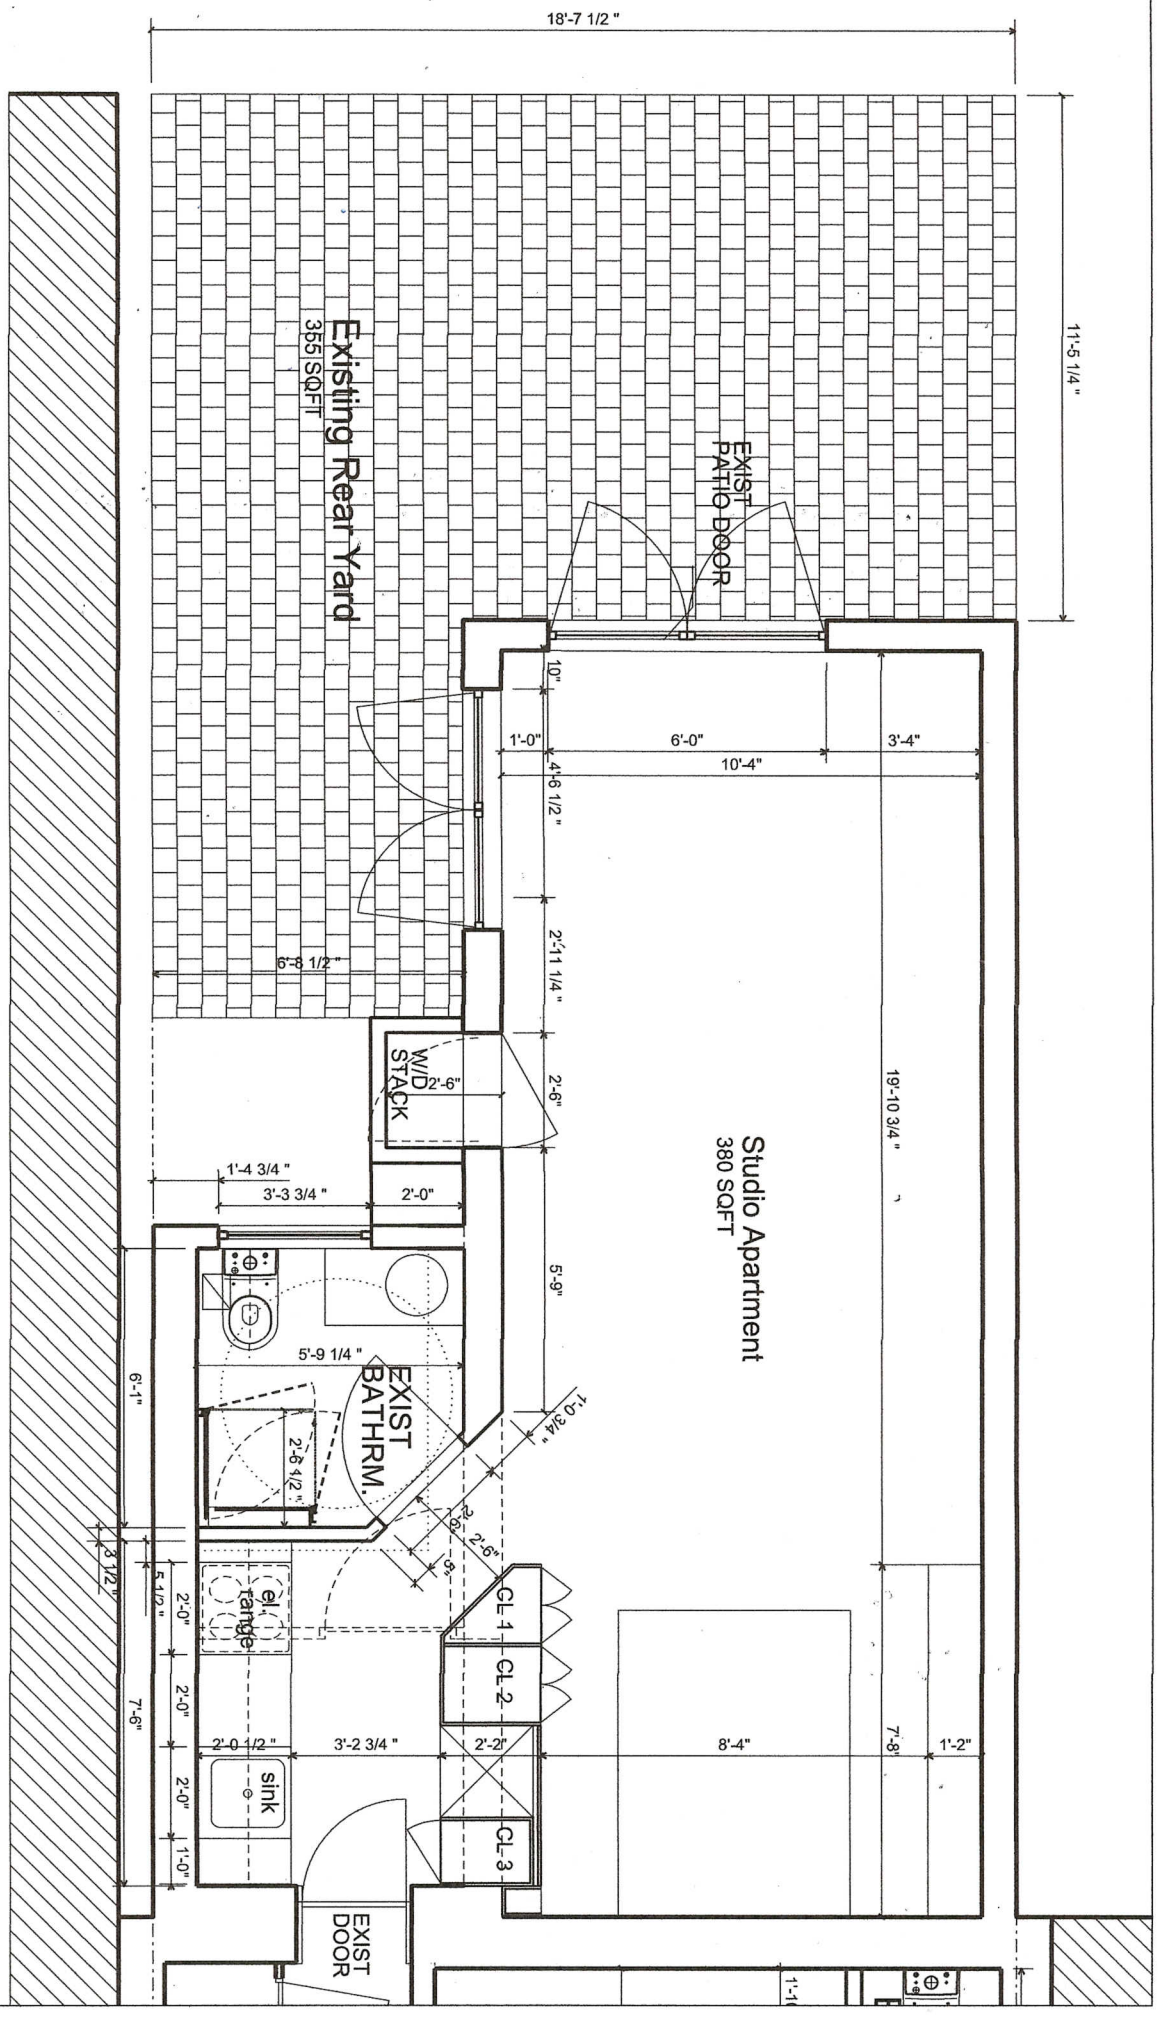 18'-7 1/2 "
11'-5 1/4 "
Existing Rear Yard
355 SQFT
EXIST
PATIO DOOR
10"
1'-0"
6'-0"
3'-4"
10'-4"
4'-6 1/2 "
2'-11 1/4 "
6'-8 1/2 "
W/D
STACK
2'-6"
2'-6"
19'-10 3/4 "
Studio Apartment
380 SQFT
1'-4 3/4 "
3'-3 3/4 "
2'-0"
5'-9"
5'-9 1/4 "
EXIST
BATHRM.
6'-1"
2'-6 1/2 "
1'-0 3/4 "
2'-6"
2'-6"
5"
3 1/2 "
5 1/2 "
2'-0"
el.
range
CL 1
CL 2
2'-0"
7'-6"
2'-0 1/2 "
3'-2 3/4 "
2'-2"
8'-4"
7'-8"
1'-2"
2'-0"
sink
1'-0"
CL 3
EXIST
DOOR